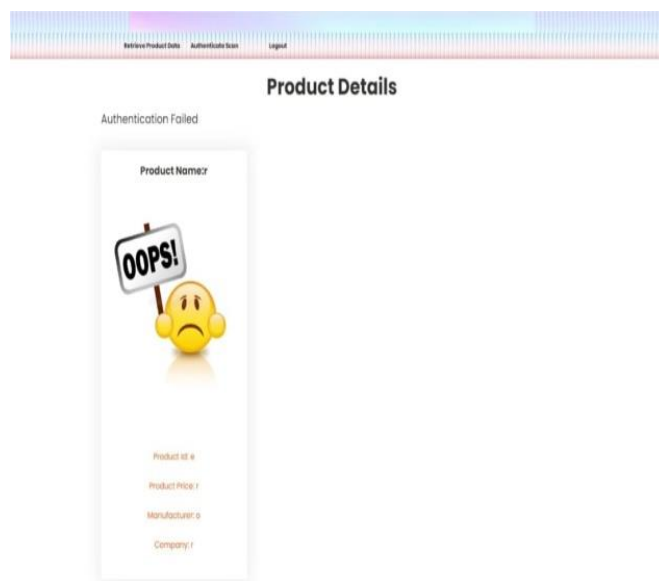 Retrieve Product Data Authenticate Scan Logout
Product Details
Authentication Failed
Product Name:r
OOPS!
Product Id: e
Product Price: r
Manufacturer: o
Company: r